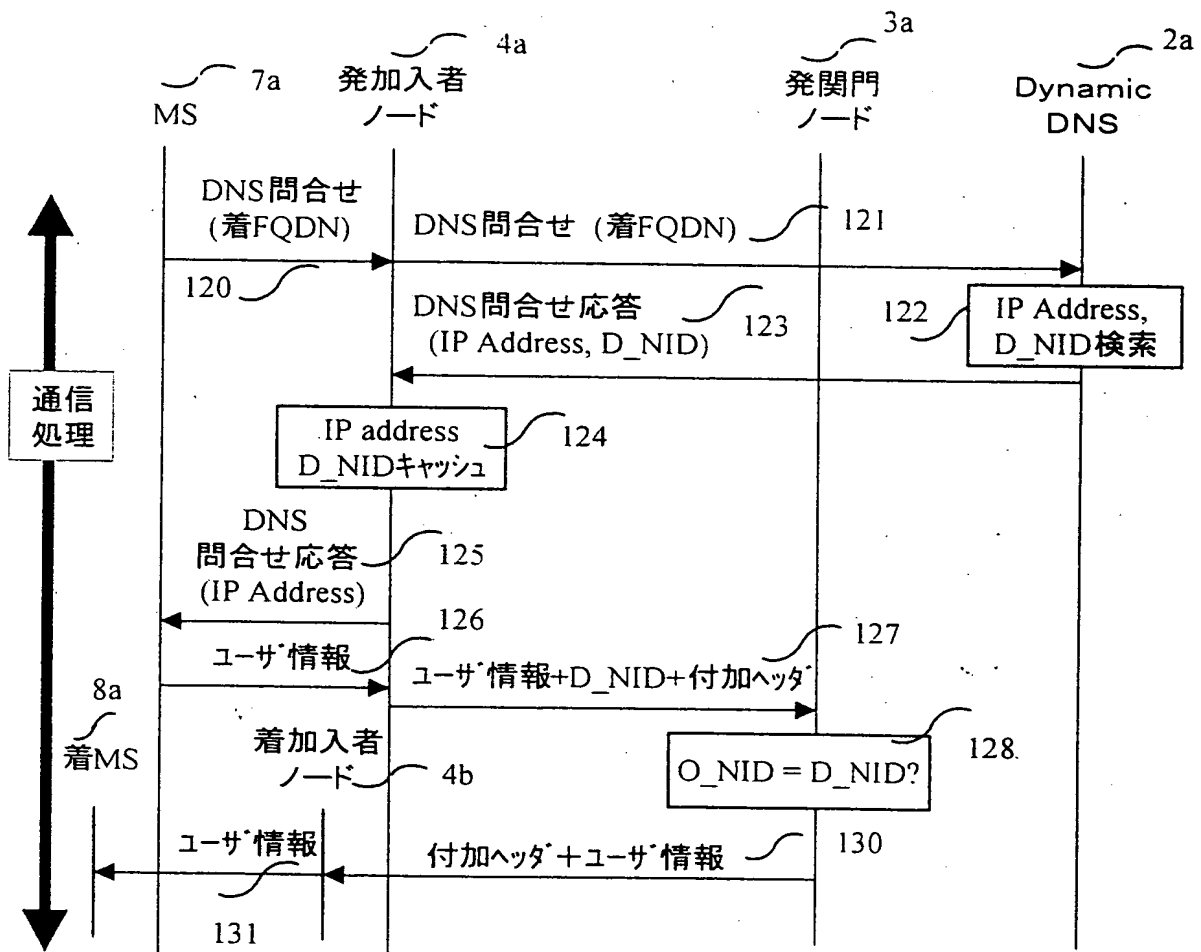 4a
3a
2a
7a
発加入者
ノード
発関門
ノード
Dynamic
DNS
MS
DNS問合せ
(着FQDN)
DNS問合せ (着FQDN)
121
120
DNS問合せ応答
(IP Address, D_NID)
123
122
IP Address,
D_NID検索
通信
処理
IP address
D_NIDキャッシュ
124
DNS
問合せ応答
(IP Address)
125
126
127
ユーザ情報
ユーザ情報+D_NID+付加ヘッダ
8a
着MS
着加入者
ノード
4b
128
O_NID = D_NID?
ユーザ情報
付加ヘッダ+ユーザ情報
130
131